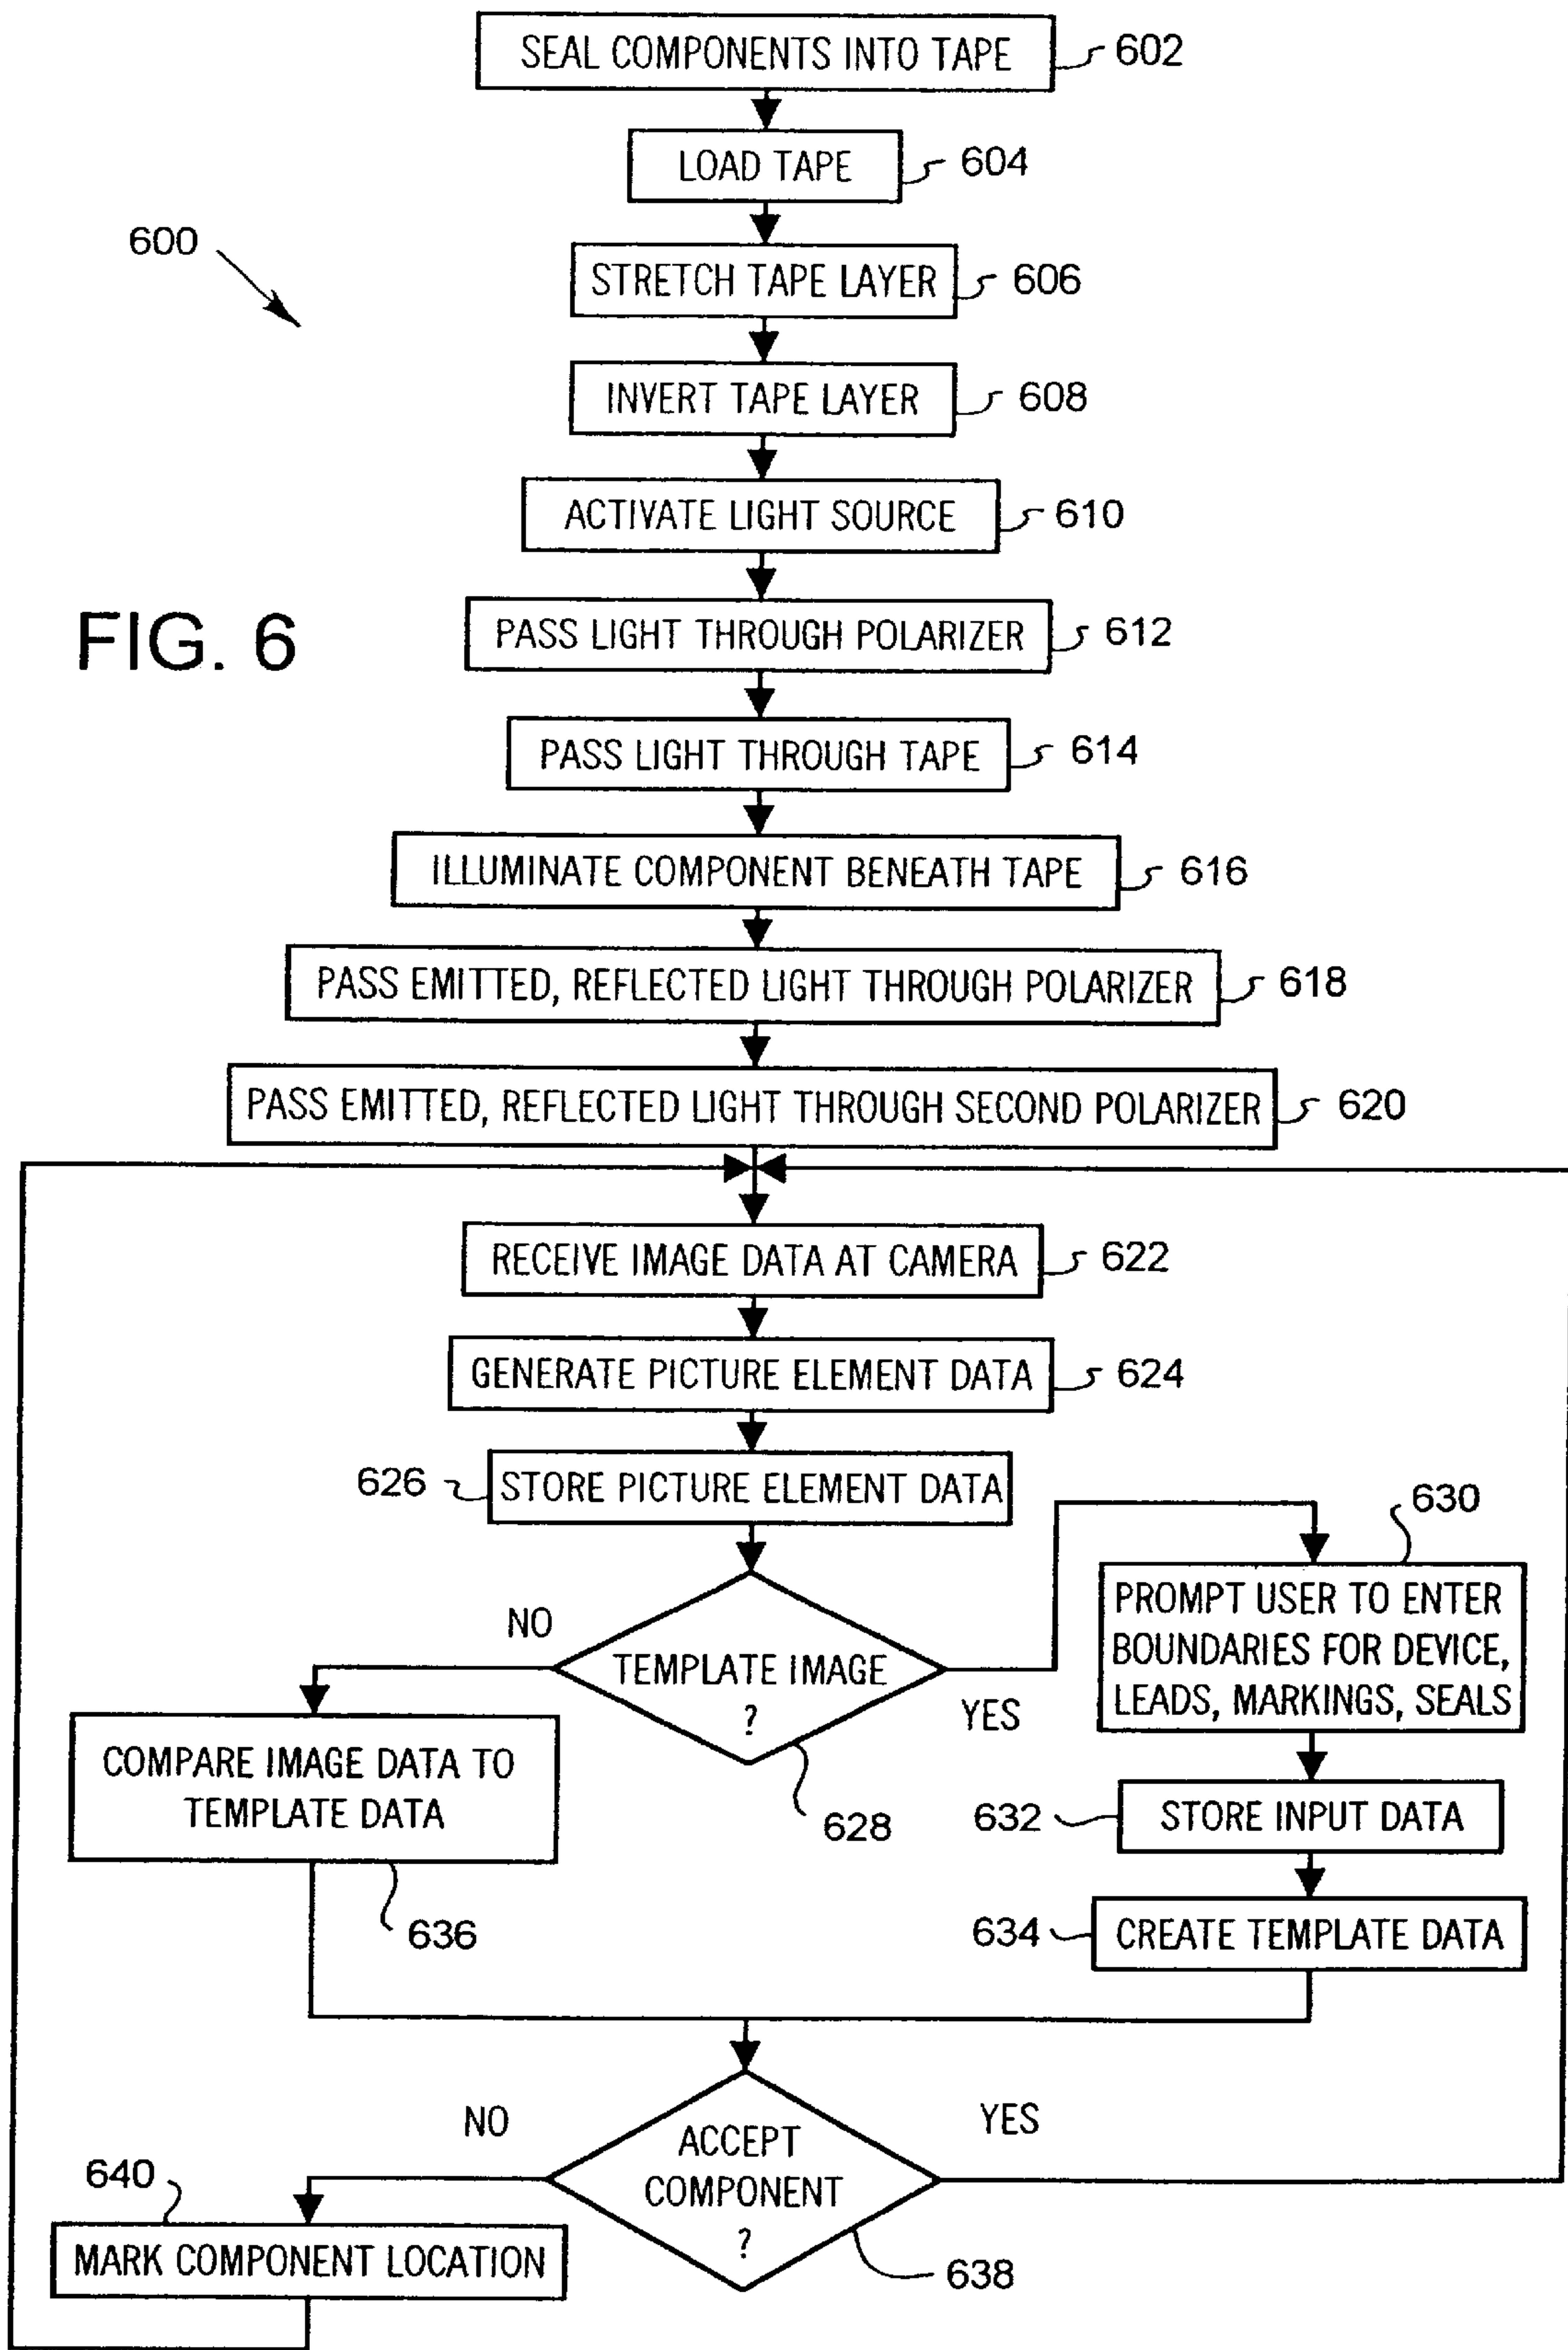 SEAL COMPONENTS INTO TAPE 602
LOAD TAPE 604
600
STRETCH TAPE LAYER 606
INVERT TAPE LAYER 608
ACTIVATE LIGHT SOURCE 610
FIG. 6
PASS LIGHT THROUGH POLARIZER 612
PASS LIGHT THROUGH TAPE 614
ILLUMINATE COMPONENT BENEATH TAPE 616
PASS EMITTED, REFLECTED LIGHT THROUGH POLARIZER 618
PASS EMITTED, REFLECTED LIGHT THROUGH SECOND POLARIZER 620
RECEIVE IMAGE DATA AT CAMERA 622
GENERATE PICTURE ELEMENT DATA 624
626 STORE PICTURE ELEMENT DATA
630
PROMPT USER TO ENTER
BOUNDARIES FOR DEVICE,
LEADS, MARKINGS, SEALS
NO
TEMPLATE IMAGE
?
YES
628
COMPARE IMAGE DATA TO
TEMPLATE DATA
636
632 STORE INPUT DATA
634 CREATE TEMPLATE DATA
NO
YES
ACCEPT
COMPONENT
?
638
640
MARK COMPONENT LOCATION